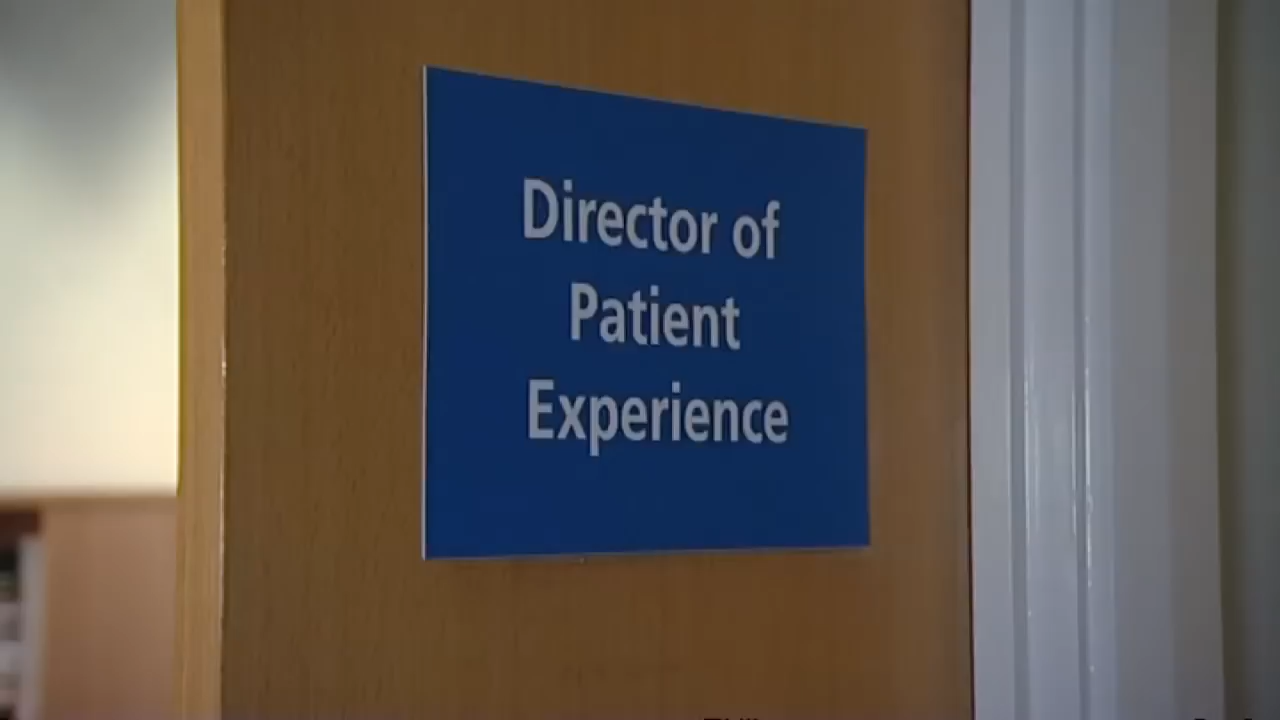 Director of
Patient
Experience